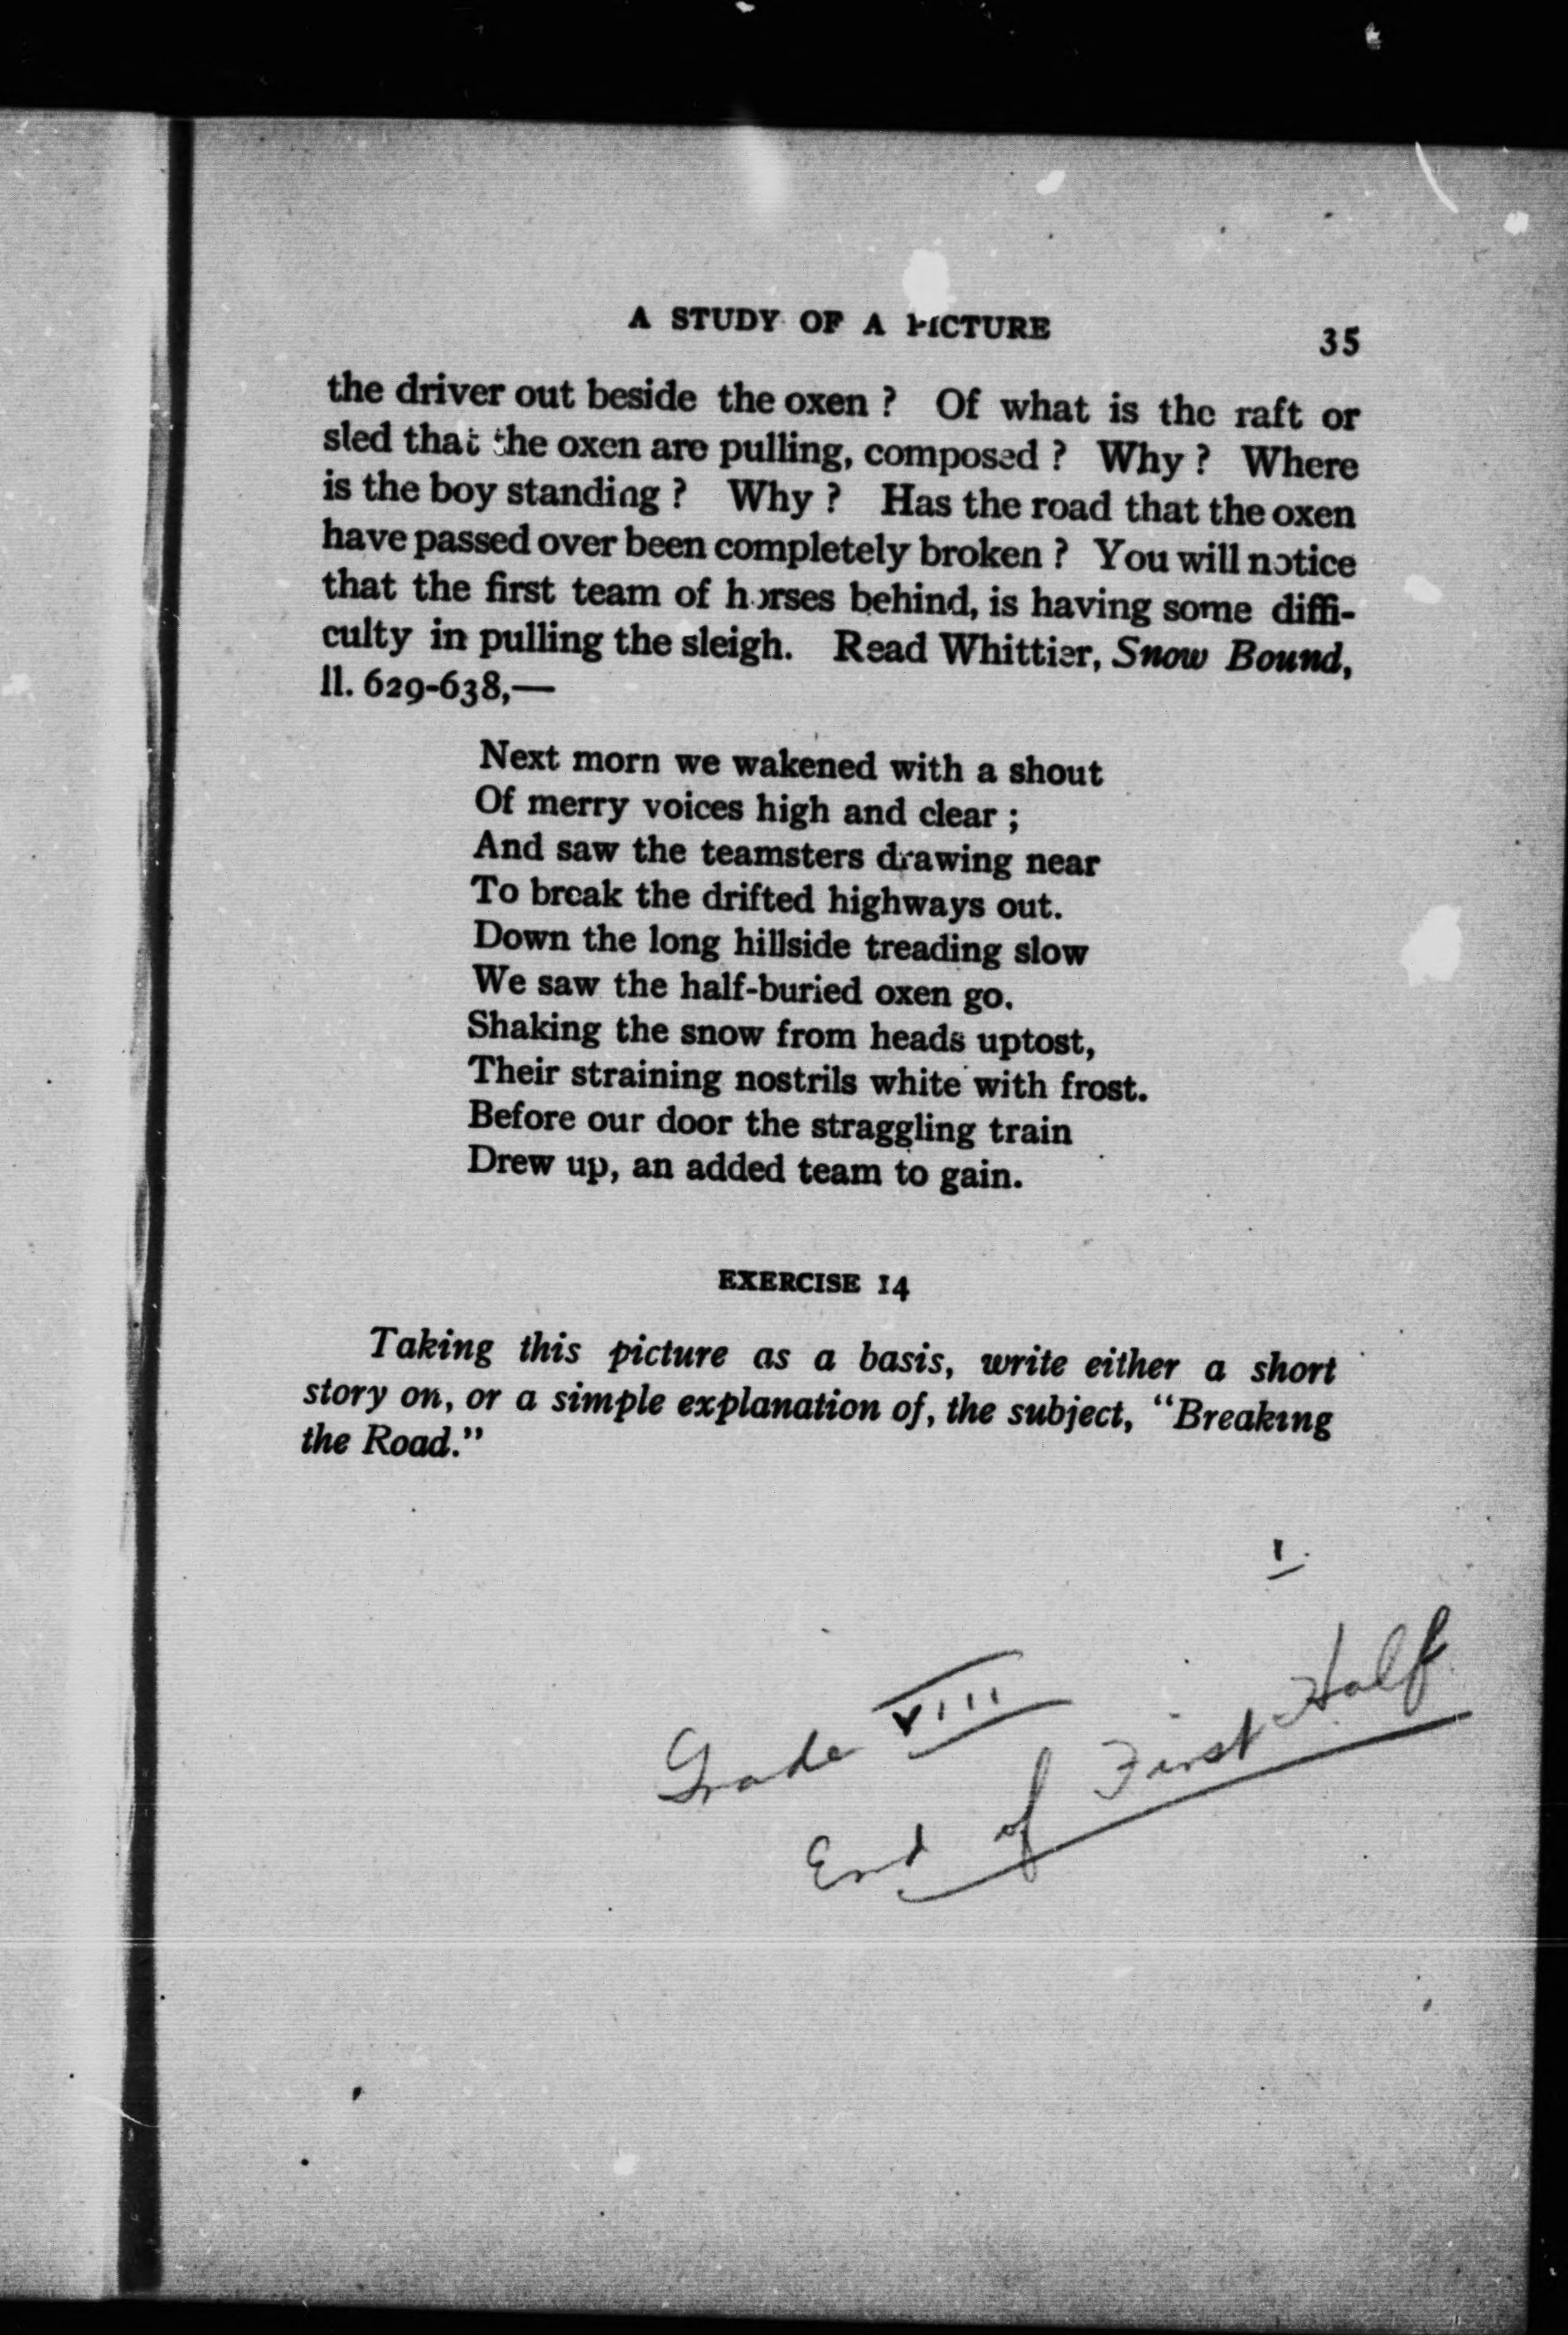 A STUDY OF A PICTURE 35
the driver out beside the oxen ? Of what is the raft or
sled that the oxen are pulling, composed ? Why ? Where
is the boy standing ? Why ? Has the road that the oxen
have passed over been completely broken ? You will notice
that the first team of horses behind, is having some diffi-
culty in pulling the sleigh. Read Whittier, Snow Bound,
ll. 629-638,—
Next morn we wakened with a shout
Of merry voices high and clear ;
And saw the teamsters drawing near
To break the drifted highways out.
Down the long hillside treading slow
We saw the half-buried oxen go.
Shaking the snow from heads uptost,
Their straining nostrils white with frost.
Before our door the straggling train
Drew up, an added team to gain.
EXERCISE 14
Taking this picture as a basis, write either a short
story on, or a simple explanation of, the subject, "Breaking
the Road."
Grade VIII
End of First Half